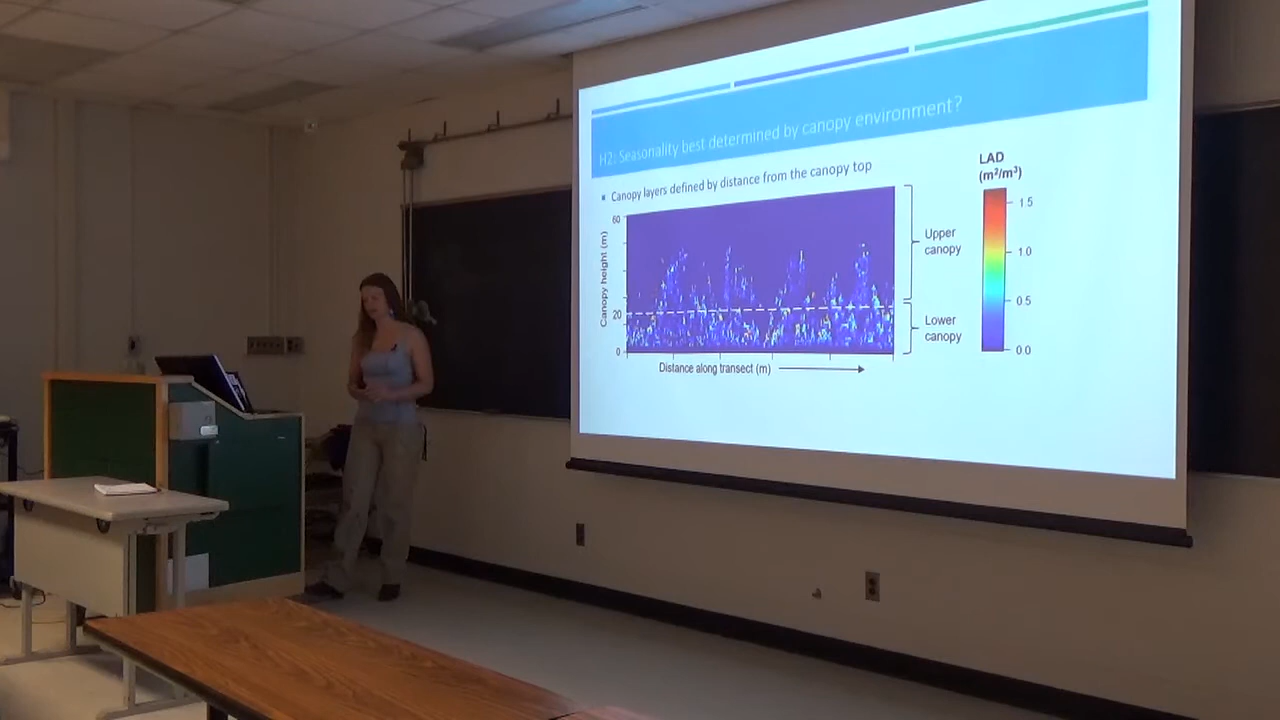 H2: Seasonality best determined by canopy environment?
Canopy layers defined by distance from the canopy top
LAD
(m²/m³)
1.5
1.0
0.5
0.0
60
20
0
Canopy height (m)
Upper
canopy
Lower
canopy
Distance along transect (m)